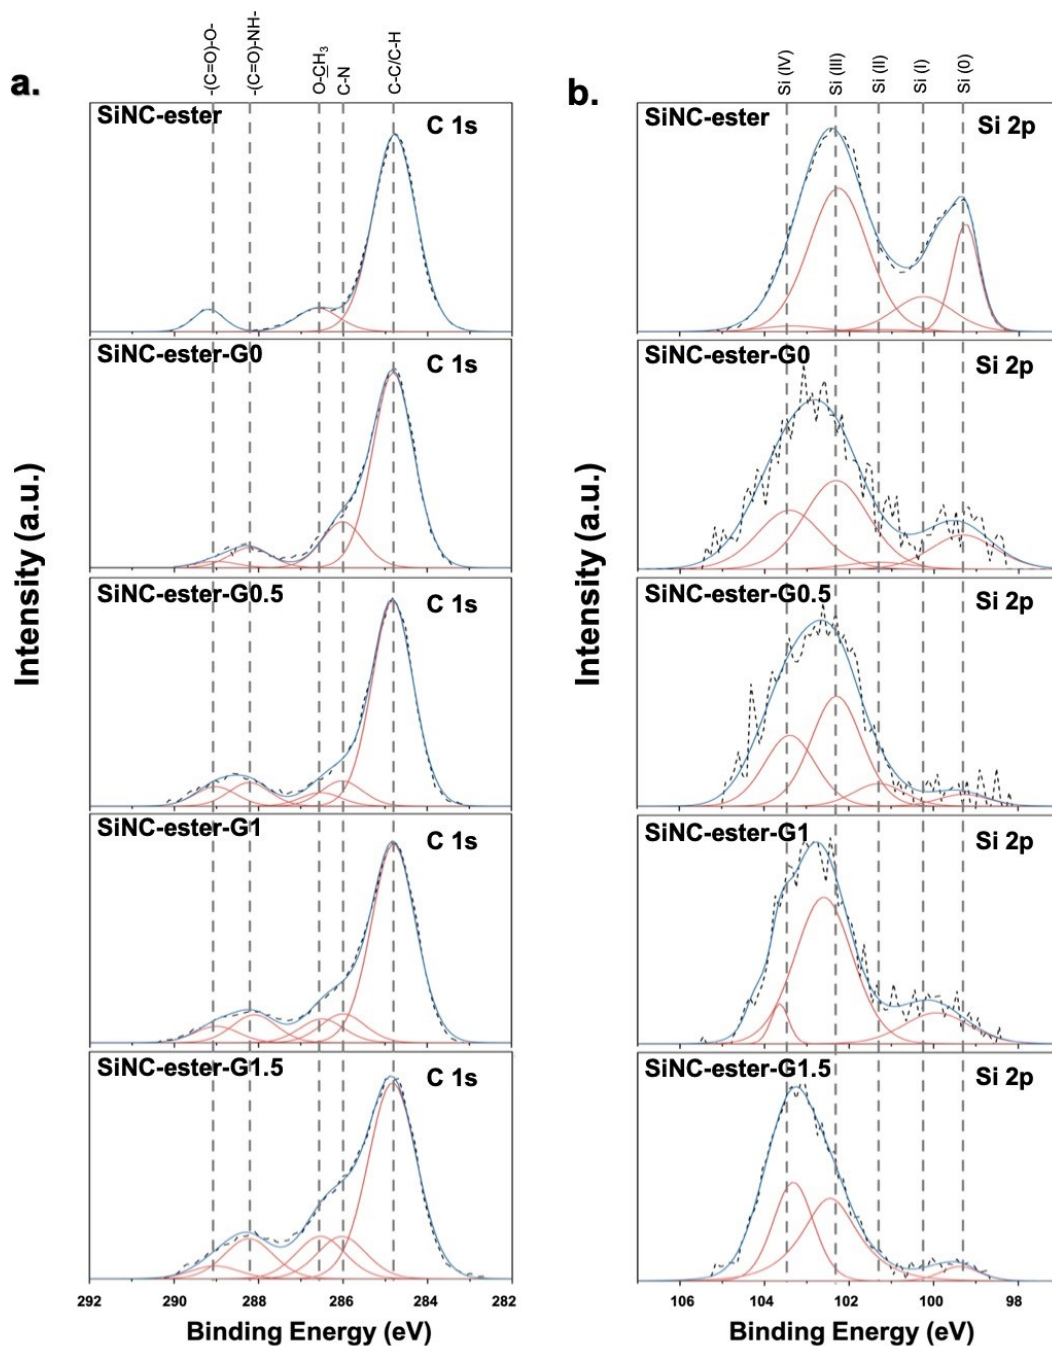 a.
-(C=O)-O-
-(C=O)-NH-
O-CH3
C-N
C-C/C-H
SiNC-ester
C 1s
SiNC-ester-G0
C 1s
SiNC-ester-G0.5
C 1s
SiNC-ester-G1
C 1s
SiNC-ester-G1.5
C 1s
Intensity (a.u.)
292
290
288
286
284
282
Binding Energy (eV)
b.
Si (IV)
Si (III)
Si (II)
Si (I)
Si (0)
SiNC-ester
Si 2p
SiNC-ester-G0
Si 2p
SiNC-ester-G0.5
Si 2p
SiNC-ester-G1
Si 2p
SiNC-ester-G1.5
Si 2p
Intensity (a.u.)
106
104
102
100
98
Binding Energy (eV)